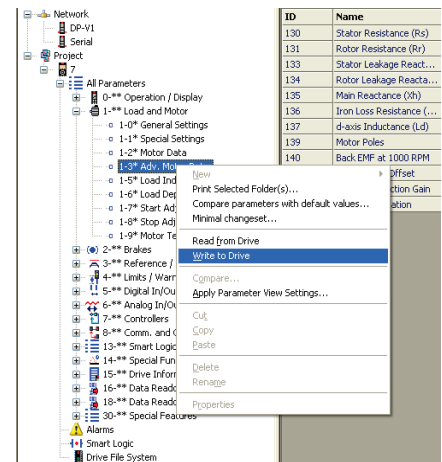 Network
DP-V1
Serial
Project
7
All Parameters
0-** Operation / Display
1-** Load and Motor
1-0* General Settings
1-1* Special Settings
1-2* Motor Data
1-3* Adv. Motor
1-5* Load Ind
1-6* Load Dep
1-7* Start Adj
1-8* Stop Adj
1-9* Motor Te
2-** Brakes
3-** Reference /
4-** Limits / Warn
5-** Digital In/Ou
6-** Analog In/Ou
7-** Controllers
8-** Comm. and O
13-** Smart Logic
14-** Special Fun
15-** Drive Inform
16-** Data Reado
18-** Data Reado
30-** Special Features
Alarms
Smart Logic
Drive File System
New
Print Selected Folder(s)...
Compare parameters with default values...
Minimal changeset...
Read from Drive
Write to Drive
Compare...
Apply Parameter View Settings...
Cut
Copy
Paste
Delete
Rename
Properties
ID Name
130 Stator Resistance (Rs)
131 Rotor Resistance (Rr)
133 Stator Leakage React...
134 Rotor Leakage Reacta...
135 Main Reactance (Xh)
136 Iron Loss Resistance (...
137 d-axis Inductance (Ld)
139 Motor Poles
140 Back EMF at 1000 RPM
Offset
ction Gain
ation